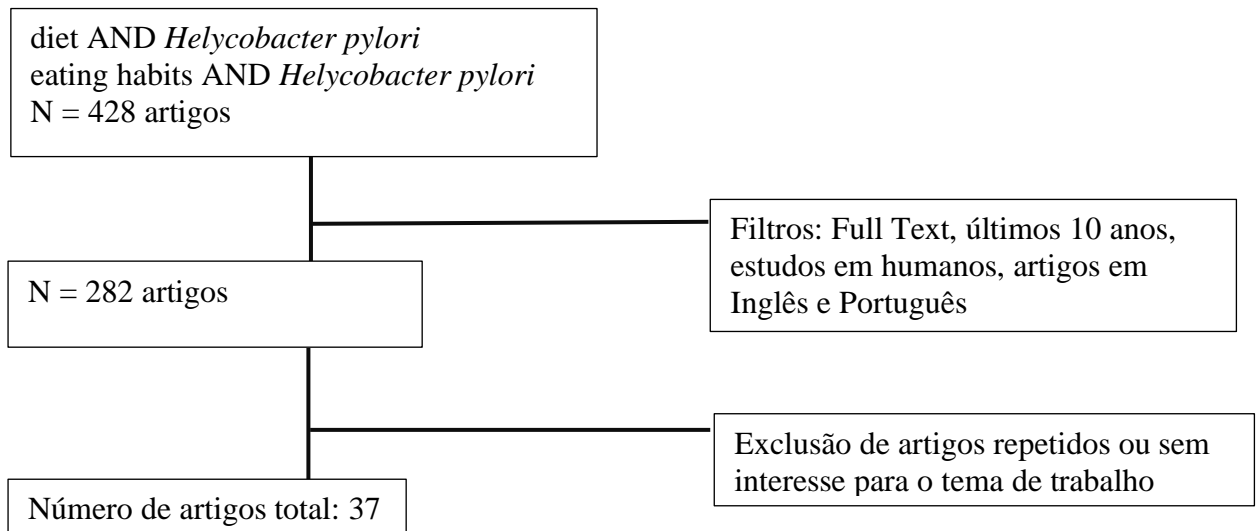 diet AND Helycobacter pylori
eating habits AND Helycobacter pylori
N = 428 artigos
Filtros: Full Text, últimos 10 anos,
estudos em humanos, artigos em
Inglês e Português
N = 282 artigos
Exclusão de artigos repetidos ou sem
interesse para o tema de trabalho
Número de artigos total: 37